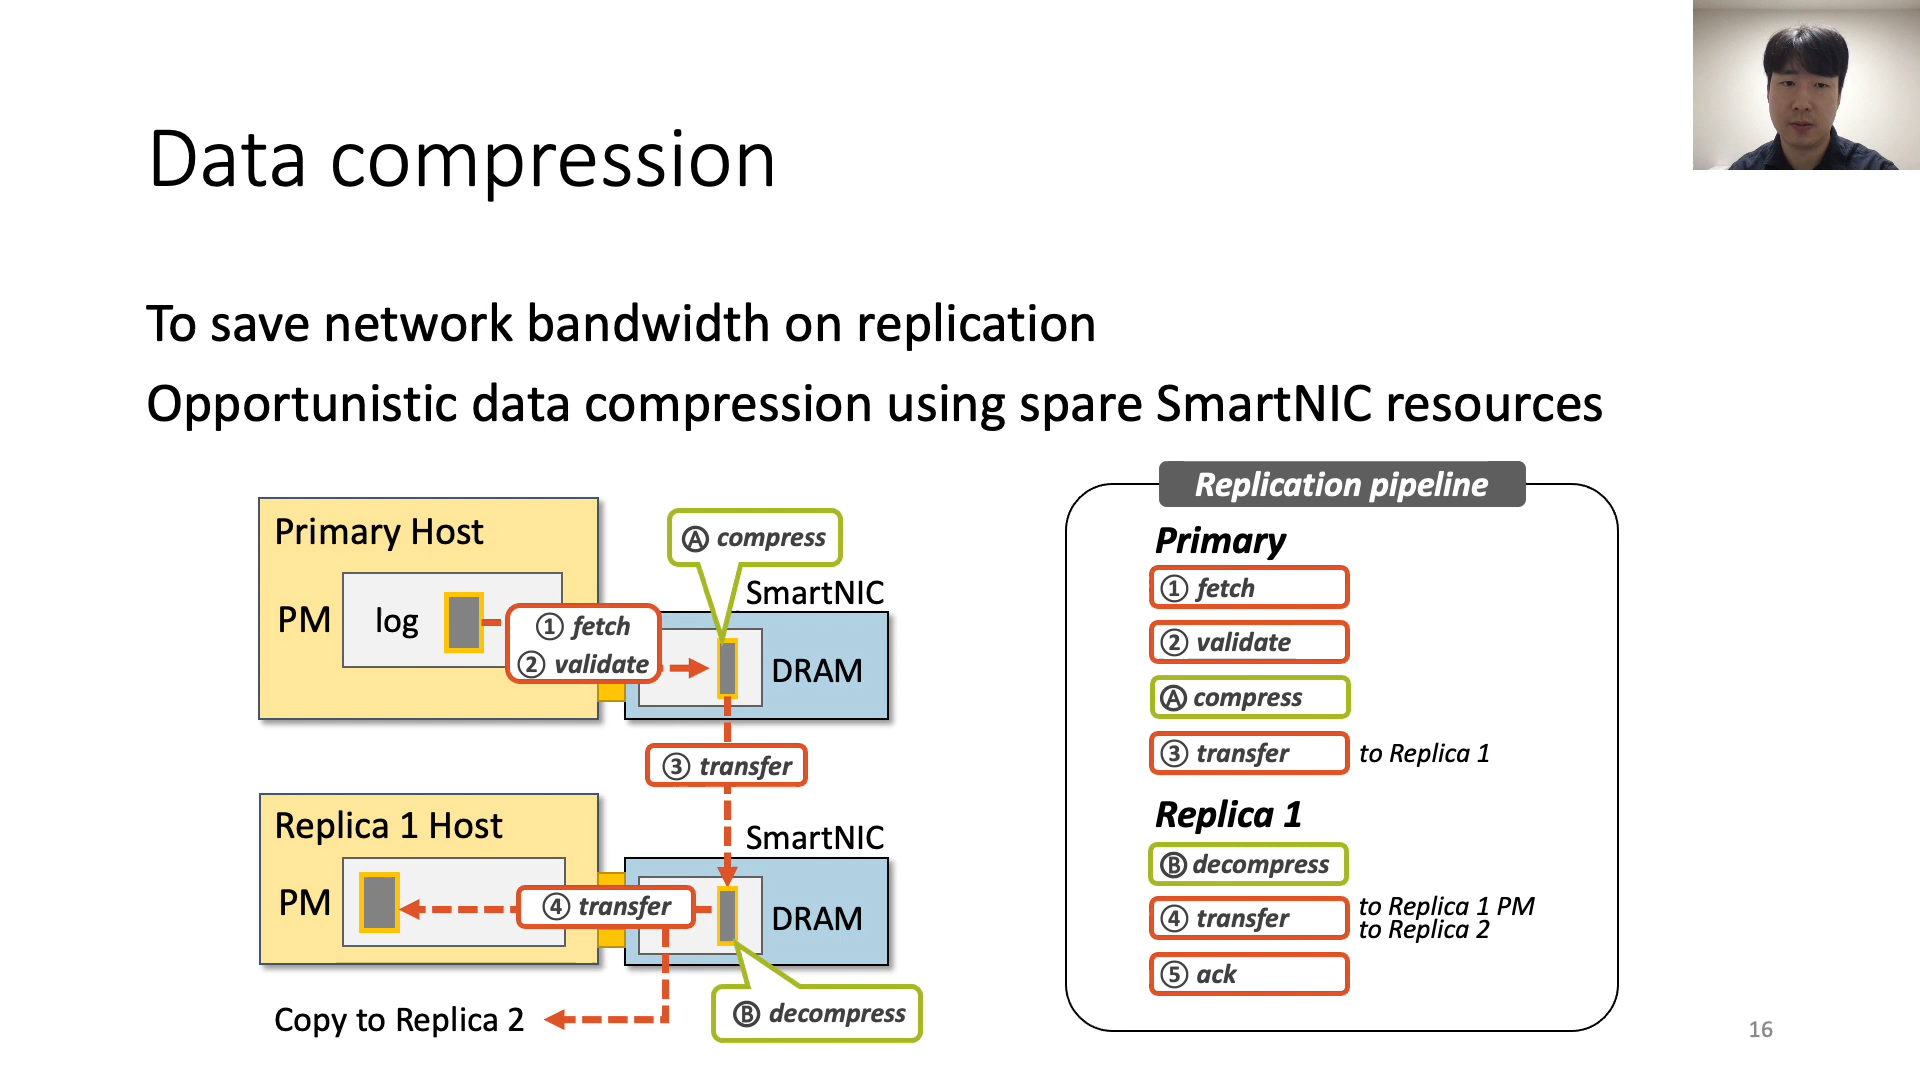 Data compression
To save network bandwidth on replication
Opportunistic data compression using spare SmartNIC resources
Primary Host
PM
log
① fetch
② validate
Ⓐ compress
SmartNIC
DRAM
③ transfer
Replica 1 Host
PM
④ transfer
SmartNIC
DRAM
Ⓑ decompress
Copy to Replica 2
Replication pipeline
Primary
① fetch
② validate
Ⓐ compress
③ transfer to Replica 1
Replica 1
Ⓑ decompress
④ transfer to Replica 1 PM
to Replica 2
⑤ ack
16